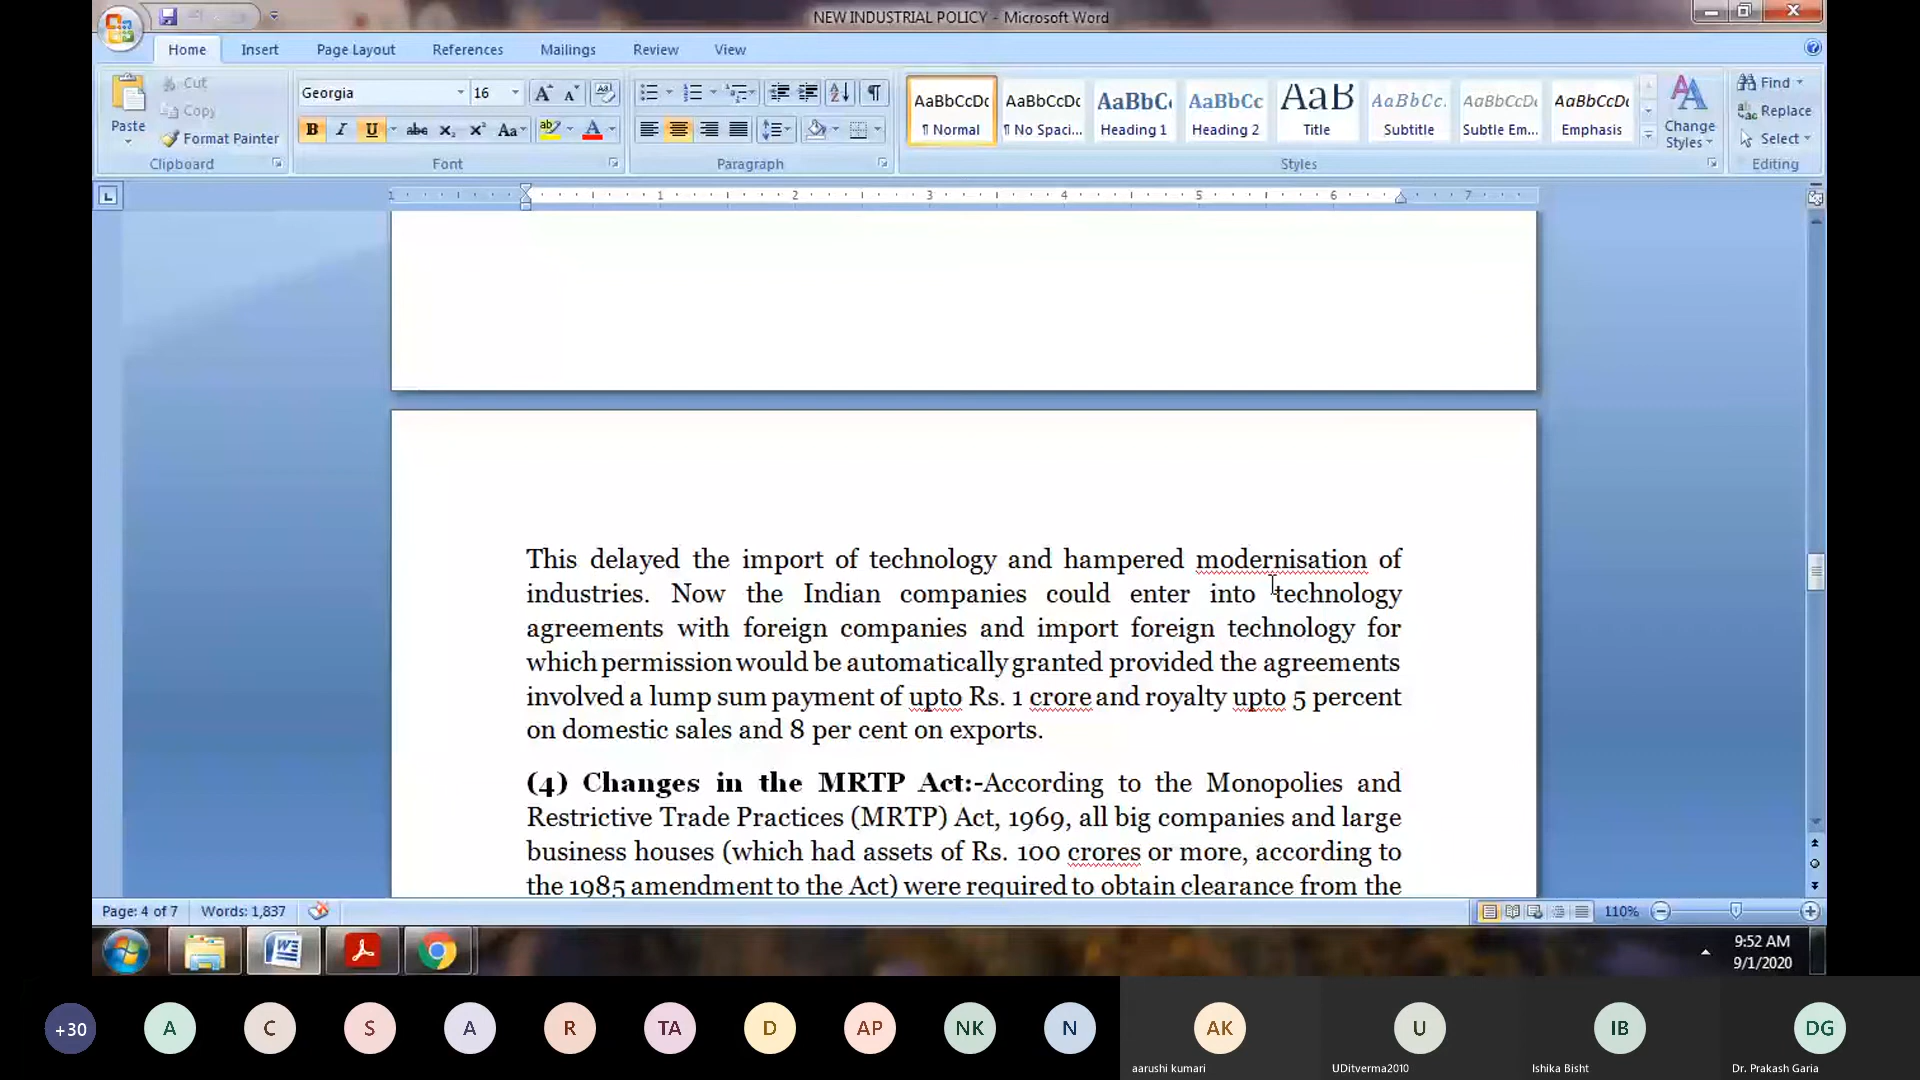 NEW INDUSTRIAL POLICY - Microsoft Word
Home Insert Page Layout References Mailings Review View
Paste
Cut
Copy
Format Painter
Clipboard
Georgia 16
Font
Paragraph
AaBbCcDc AaBbCcDc AaBbC AaBbCc AaB AaBbCc. AaBbCcDc AaBbCcDc
¶ Normal ¶ No Spaci... Heading 1 Heading 2 Title Subtitle Subtle Em... Emphasis
Change Styles
Styles
Find
Replace
Select
Editing
1 1 2 3 4 5 6 7
This delayed the import of technology and hampered modernisation of
industries. Now the Indian companies could enter into technology
agreements with foreign companies and import foreign technology for
which permission would be automatically granted provided the agreements
involved a lump sum payment of upto Rs. 1 crore and royalty upto 5 percent
on domestic sales and 8 per cent on exports.
(4) Changes in the MRTP Act:-According to the Monopolies and
Restrictive Trade Practices (MRTP) Act, 1969, all big companies and large
business houses (which had assets of Rs. 100 crores or more, according to
the 1985 amendment to the Act) were required to obtain clearance from the
Page: 4 of 7 Words: 1,837 110%
9:52 AM
9/1/2020
+30 A C S A R TA D AP NK N AK U IB DG
aarushi kumari UDitverma2010 Ishika Bisht Dr. Prakash Garia